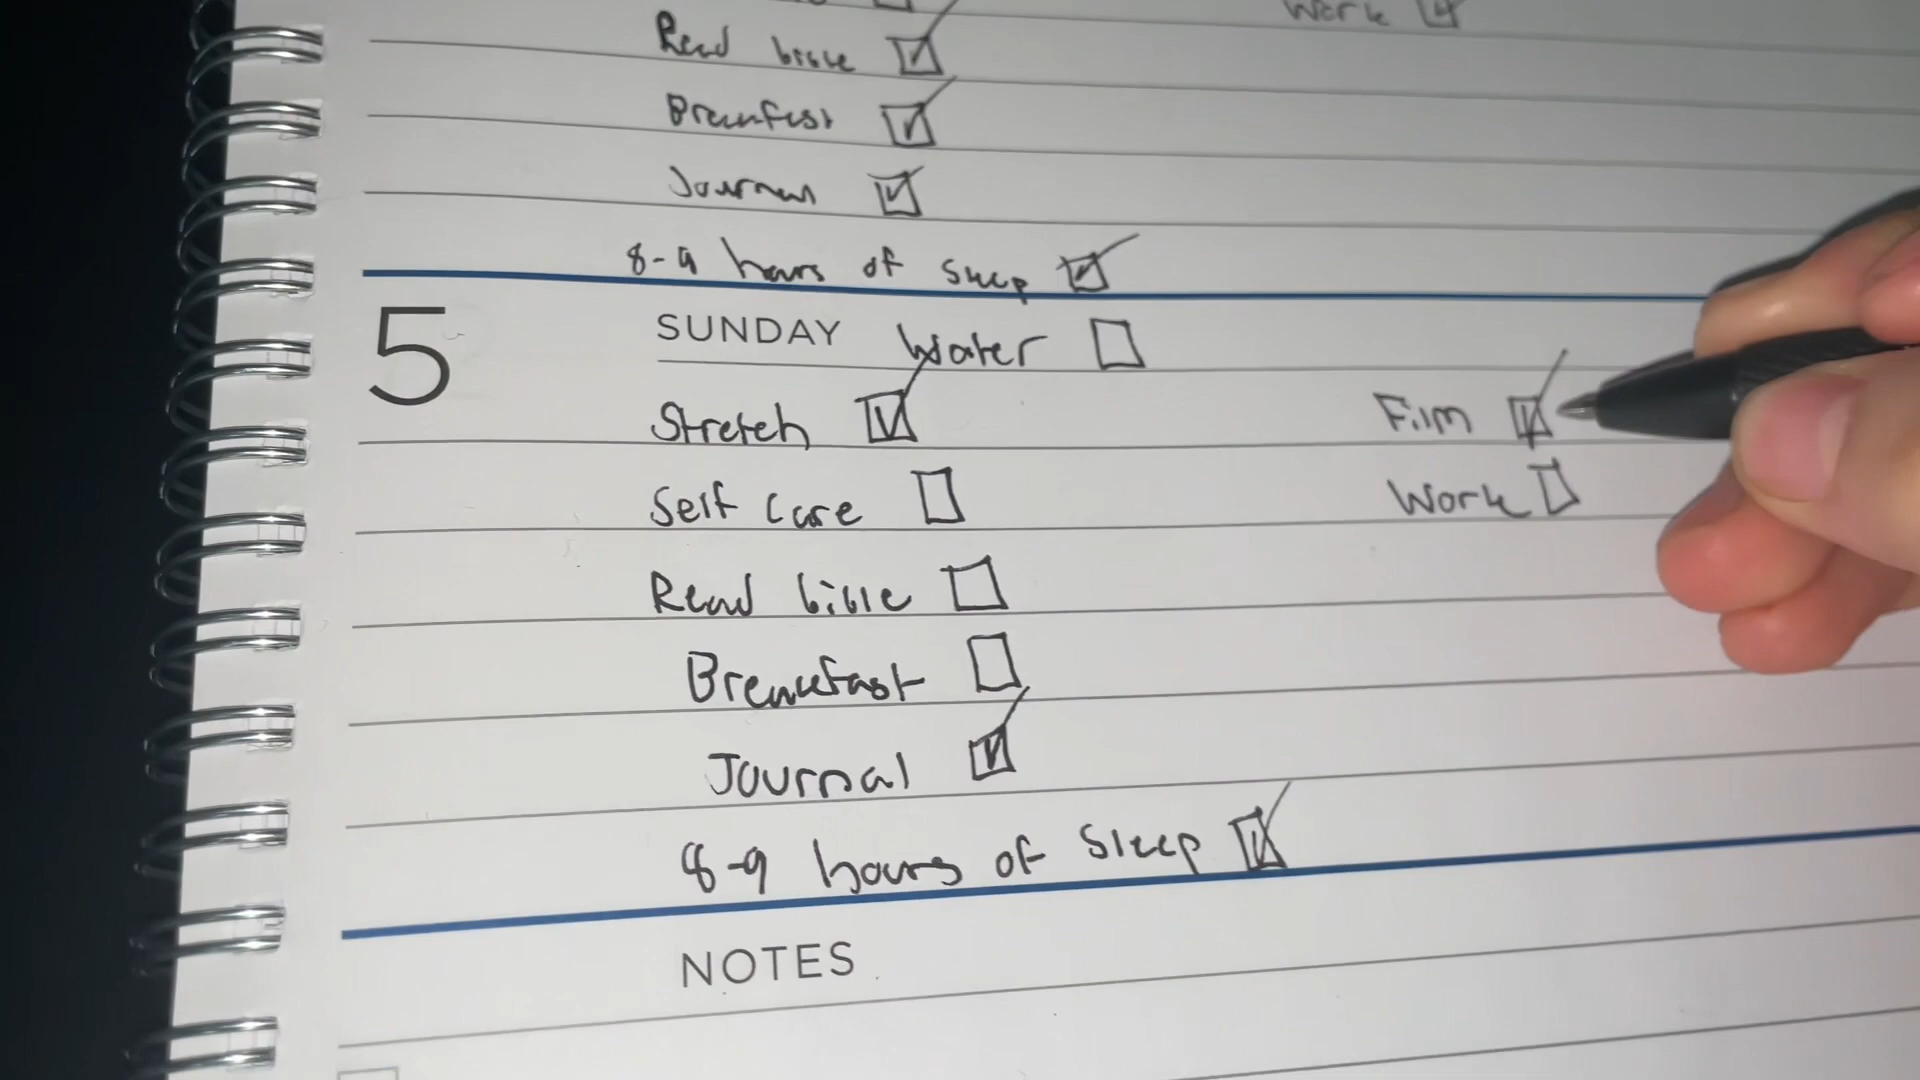 Work
Read bible
Breakfast
Journal
8-9 hours of Sleep
5 SUNDAY Water
Stretch
Film
Self Care
Work
Read bible
Breakfast
Journal
8-9 hours of Sleep
NOTES